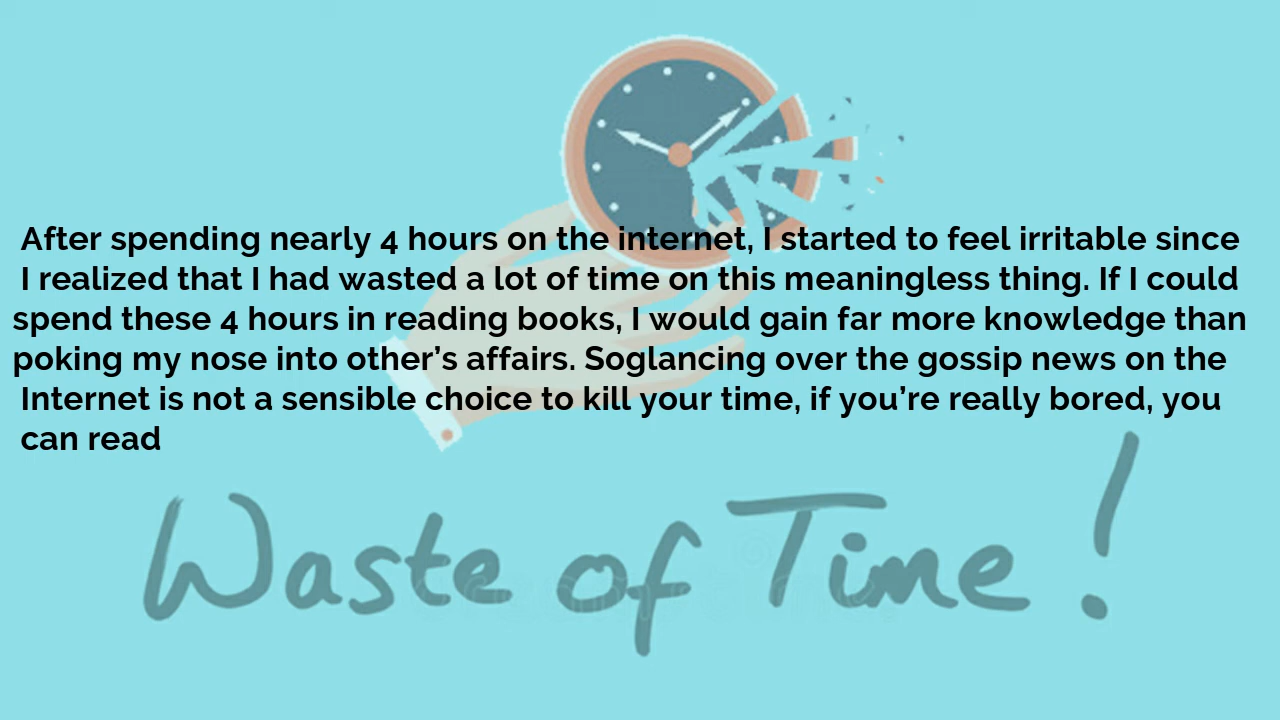 After spending nearly 4 hours on the internet, I started to feel irritable since
I realized that I had wasted a lot of time on this meaningless thing. If I could
spend these 4 hours in reading books, I would gain far more knowledge than
poking my nose into other’s affairs. Soglancing over the gossip news on the
Internet is not a sensible choice to kill your time, if you’re really bored, you
can read
Waste of Time!